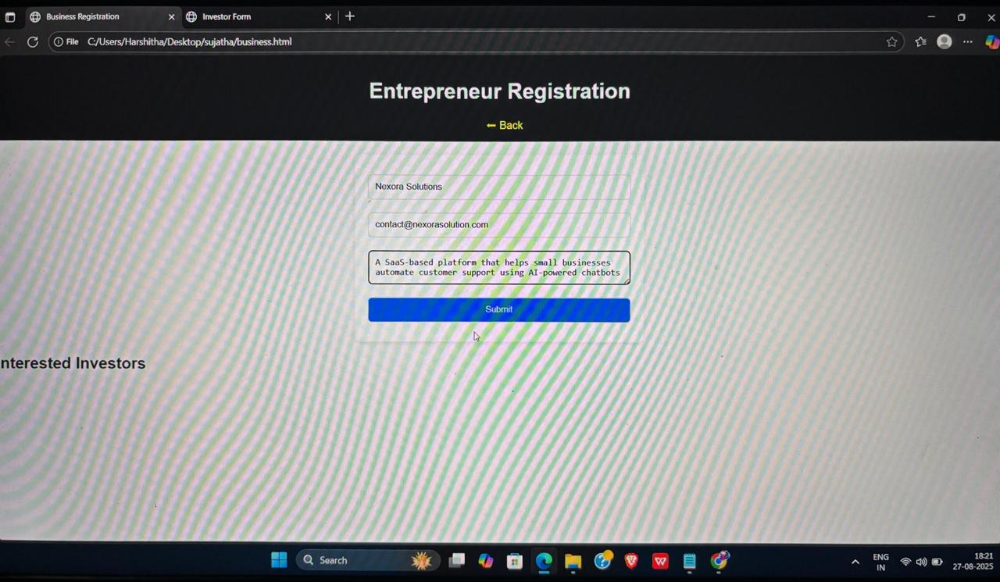 Business Registration
Investor Form
File C:/Users/Harshitha/Desktop/sujatha/business.html
Entrepreneur Registration
← Back
Nexora Solutions
contact@nexorasolution.com
A SaaS-based platform that helps small businesses
automate customer support using AI-powered chatbots
Submit
nterested Investors
Search
ENG
IN
18:21
27-08-2025